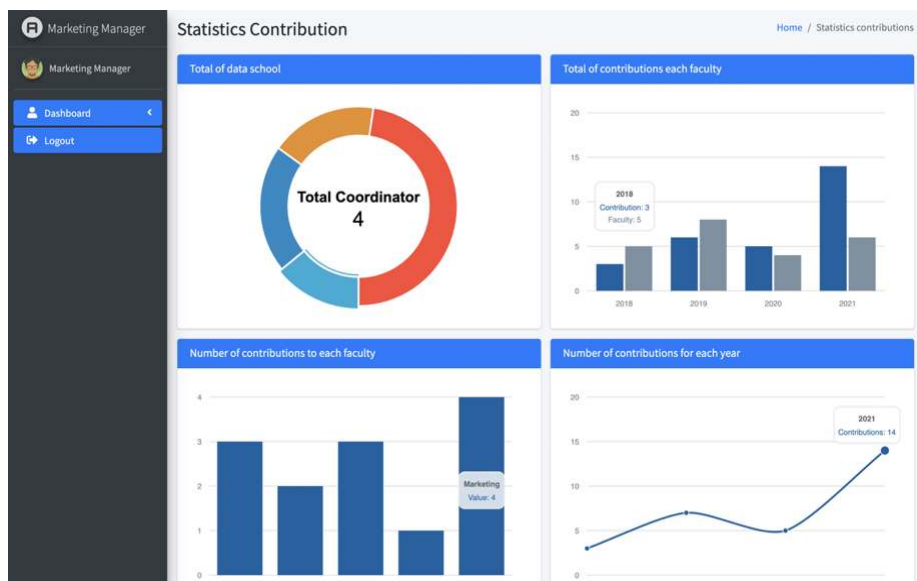 Marketing Manager
Statistics Contribution
Home / Statistics contributions
Marketing Manager
Dashboard
Logout
Total of data school
Total Coordinator
4
Total of contributions each faculty
20
15
10
5
0
2018
Contribution: 3
Faculty: 5
2018 2019 2020 2021
Number of contributions to each faculty
4
3
2
1
0
Marketing
Value: 4
Number of contributions for each year
20
15
10
5
0
2021
Contributions: 14